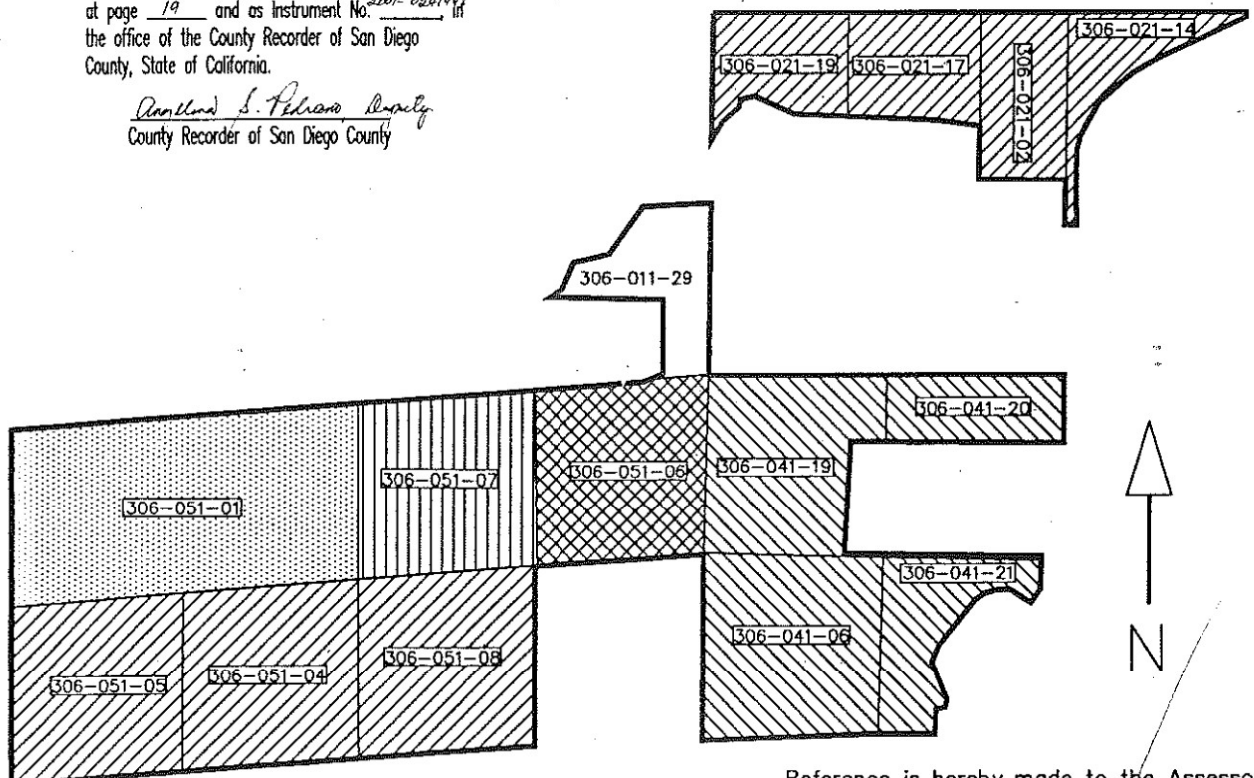 at page 19 and as Instrument No. in
the office of the County Recorder of San Diego
County, State of California.
S. Pedrano, Deputy
County Recorder of San Diego County
306-021-19
306-021-17
306-021-02
306-021-14
306-011-29
306-041-20
306-051-01
306-051-07
306-051-06
306-041-19
306-041-21
306-051-05
306-051-04
306-051-08
306-041-06
N
Reference is hereby made to the